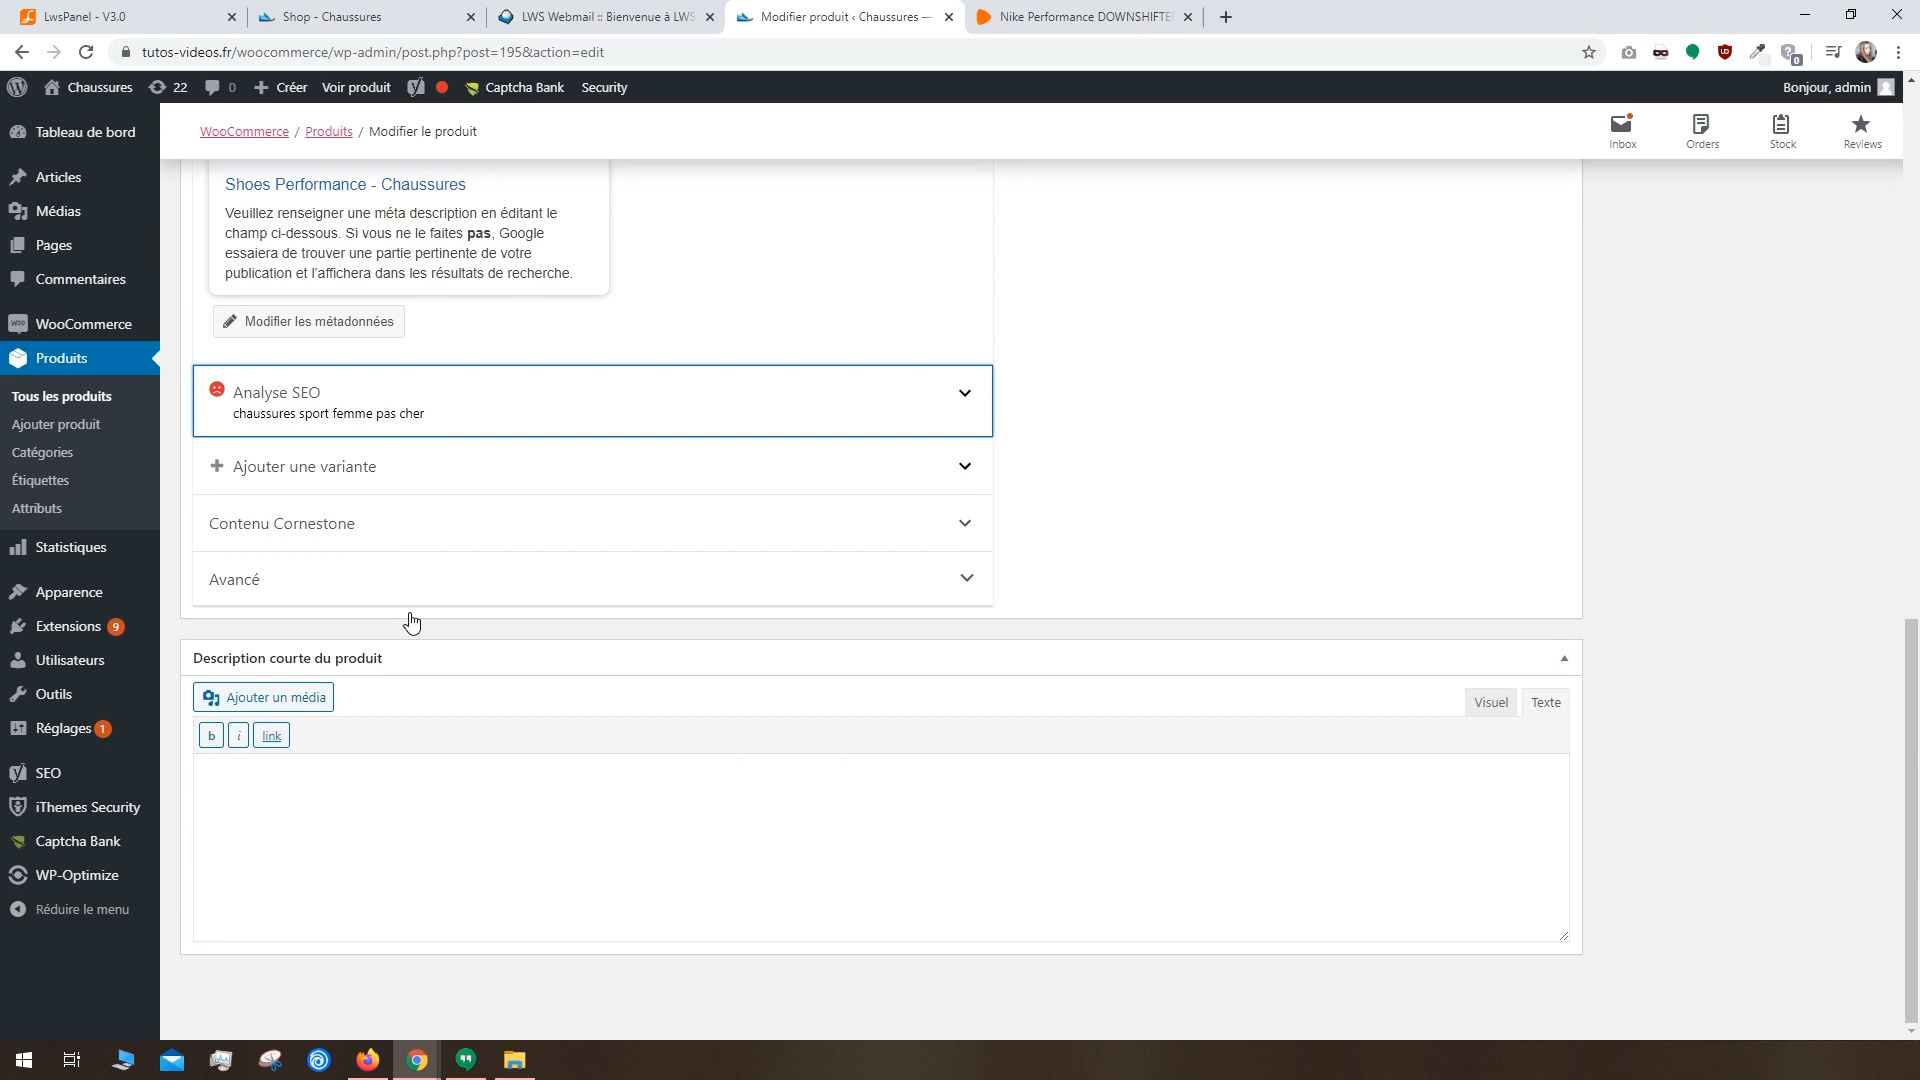 LwsPanel - V3.0
Shop - Chaussures
LWS Webmail :: Bienvenue à LWS
Modifier produit ‹ Chaussures —
Nike Performance DOWNSHIFTE
tutos-videos.fr/woocommerce/wp-admin/post.php?post=195&action=edit
Chaussures
22
0
Créer
Voir produit
Captcha Bank
Security
Bonjour, admin
WooCommerce / Produits / Modifier le produit
Inbox
Orders
Stock
Reviews
Tableau de bord
Articles
Médias
Pages
Commentaires
WooCommerce
Produits
Tous les produits
Ajouter produit
Catégories
Étiquettes
Attributs
Statistiques
Apparence
Extensions 9
Utilisateurs
Outils
Réglages 1
SEO
iThemes Security
Captcha Bank
WP-Optimize
Réduire le menu
Shoes Performance - Chaussures
Veuillez renseigner une méta description en éditant le
champ ci-dessous. Si vous ne le faites pas, Google
essaiera de trouver une partie pertinente de votre
publication et l'affichera dans les résultats de recherche.
Modifier les métadonnées
Analyse SEO
chaussures sport femme pas cher
Ajouter une variante
Contenu Cornestone
Avancé
Description courte du produit
Ajouter un média
Visuel
Texte
b
i
link